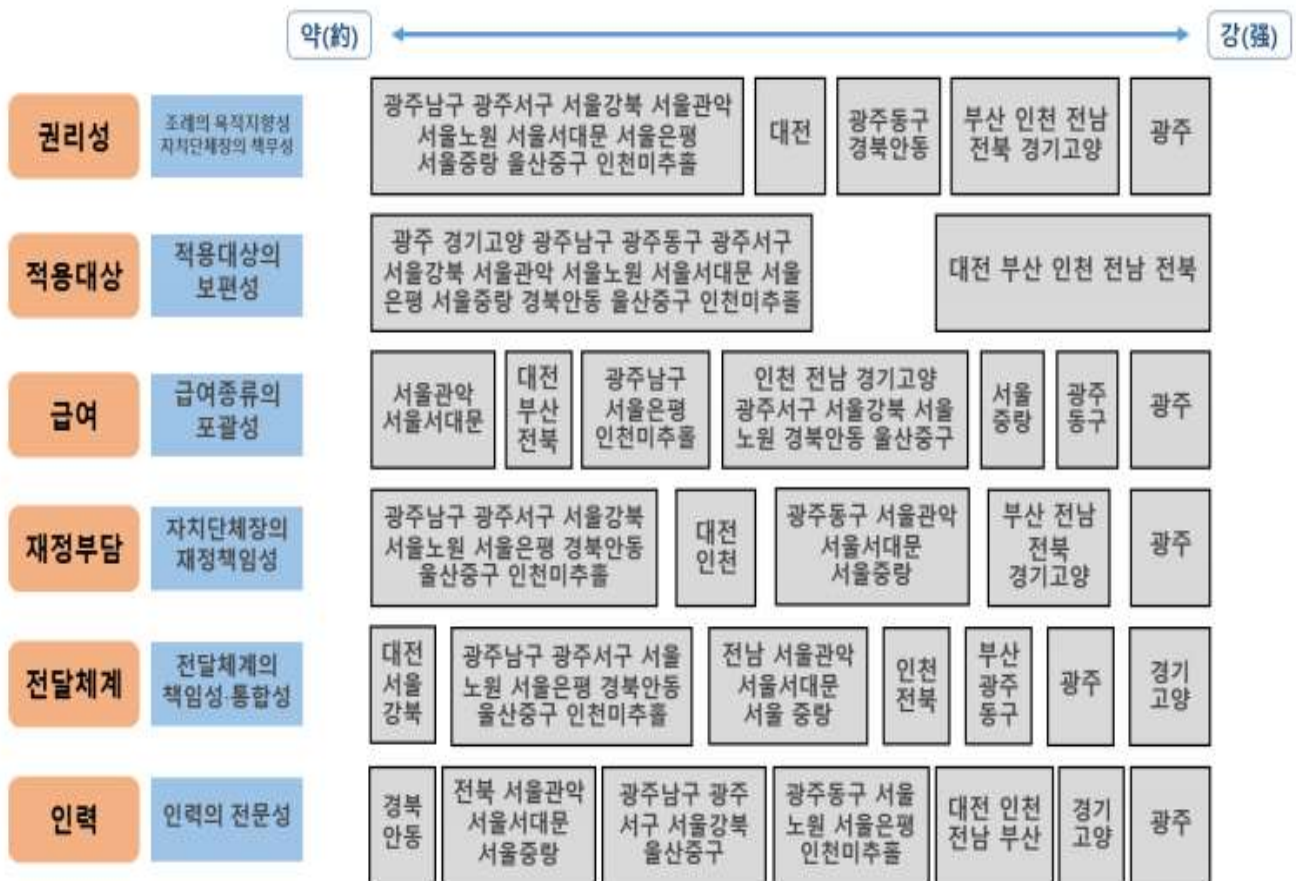 약(約)
강(强)
권리성
조례의 목적지향성
자치단체장의 책무성
광주남구 광주서구 서울강북 서울관악
서울노원 서울서대문 서울은평
서울중랑 울산중구 인천미추홀
대전
광주동구
경북안동
부산 인천 전남
전북 경기고양
광주
적용대상
적용대상의
보편성
광주 경기고양 광주남구 광주동구 광주서구
서울강북 서울관악 서울노원 서울서대문 서울
은평 서울중랑 경북안동 울산중구 인천미추홀
대전 부산 인천 전남 전북
급여
급여종류의
포괄성
서울관악
서울서대문
대전
부산
전북
광주남구
서울은평
인천미추홀
인천 전남 경기고양
광주서구 서울강북 서울
노원 경북안동 울산중구
서울
중랑
광주
동구
광주
재정부담
자치단체장의
재정책임성
광주남구 광주서구 서울강북
서울노원 서울은평 경북안동
울산중구 인천미추홀
대전
인천
광주동구 서울관악
서울서대문
서울중랑
부산 전남
전북
경기고양
광주
전달체계
전달체계의
책임성·통합성
대전
서울
강북
광주남구 광주서구 서울
노원 서울은평 경북안동
울산중구 인천미추홀
전남 서울관악
서울서대문
서울 중랑
인천
전북
부산
광주
동구
광주
경기
고양
인력
인력의 전문성
경북
안동
전북 서울관악
서울서대문
서울중랑
광주남구 광주
서구 서울강북
울산중구
광주동구 서울
노원 서울은평
인천미추홀
대전 인천
전남 부산
경기
고양
광주